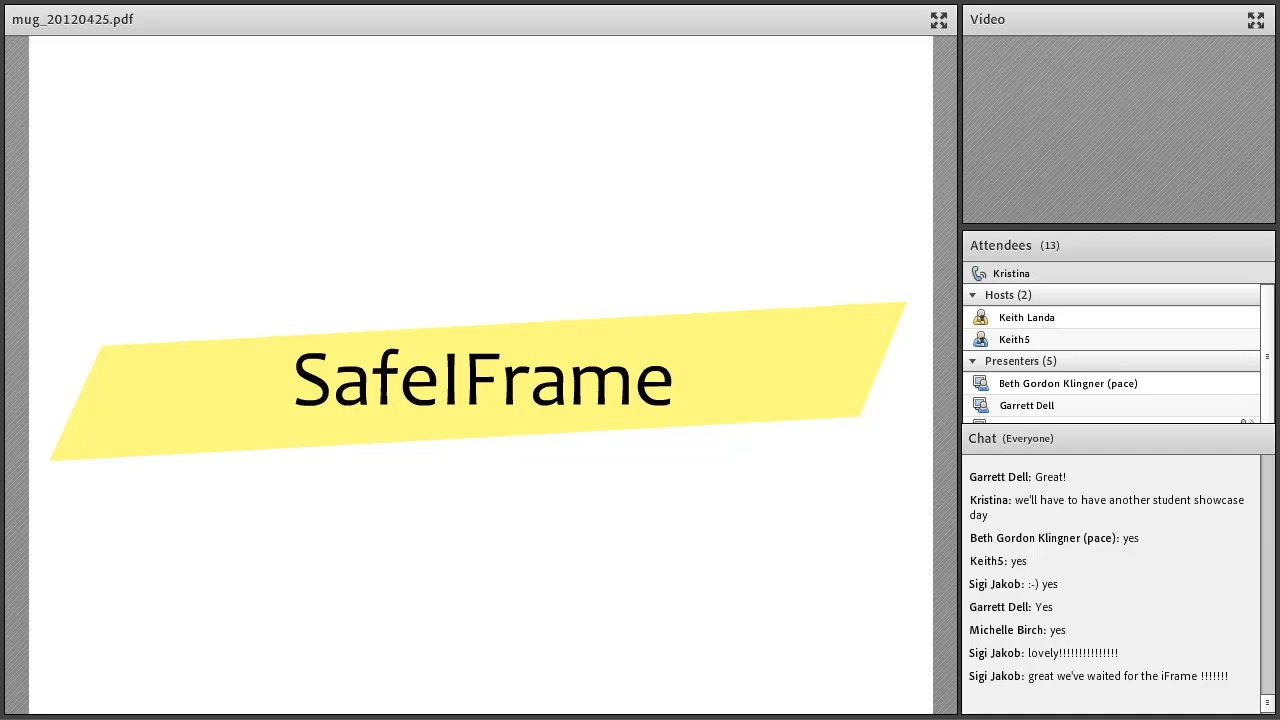 mug_20120425.pdf
SafeIFrame
Video
Attendees (13)
Kristina
Hosts (2)
Keith Landa
Keith5
Presenters (5)
Beth Gordon Klingner (pace)
Garrett Dell
Chat (Everyone)
Garrett Dell: Great!
Kristina: we'll have to have another student showcase
day
Beth Gordon Klingner (pace): yes
Keith5: yes
Sigi Jakob: :-) yes
Garrett Dell: Yes
Michelle Birch: yes
Sigi Jakob: lovely!!!!!!!!!!!!!!!
Sigi Jakob: great we've waited for the iFrame !!!!!!!